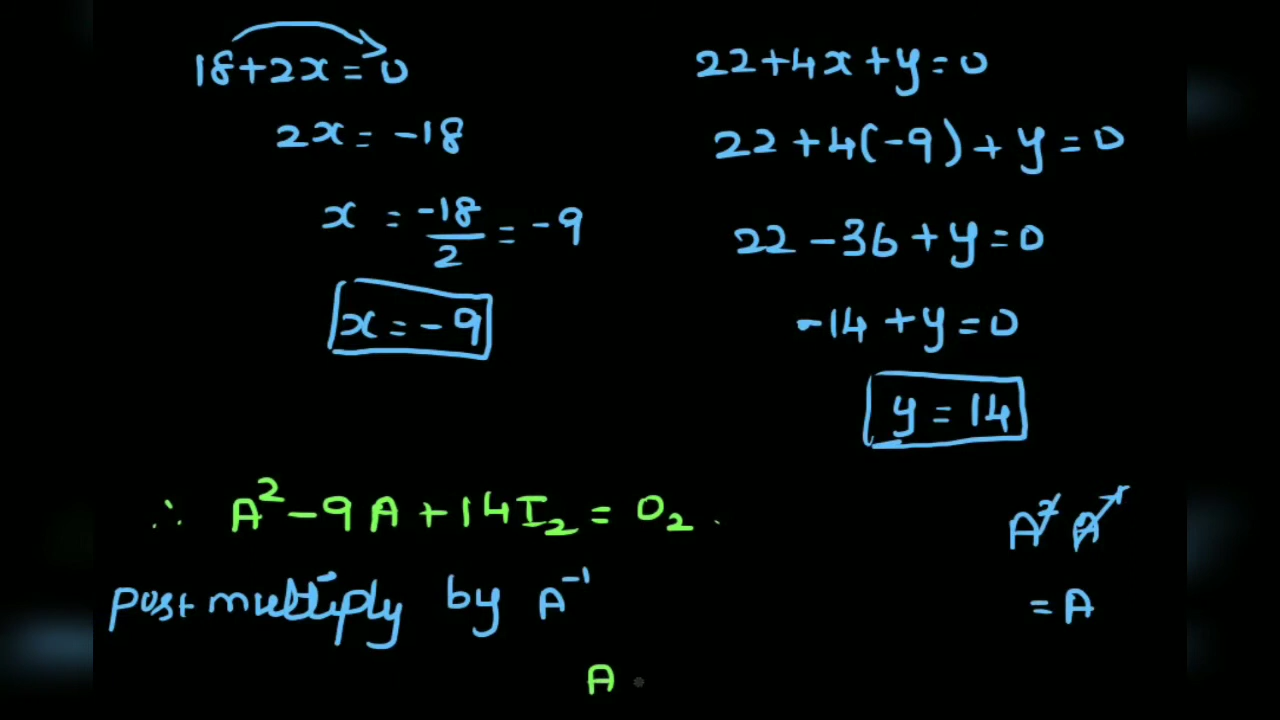 18+2x=0
2x=-18
x=-18/2=-9
x=-9
22+4x+y=0
22+4(-9)+y=0
22-36+y=0
-14+y=0
y=14
∴ A²-9A+14I₂=O₂.
post multiply by A⁻¹
A² A⁻¹
=A
A